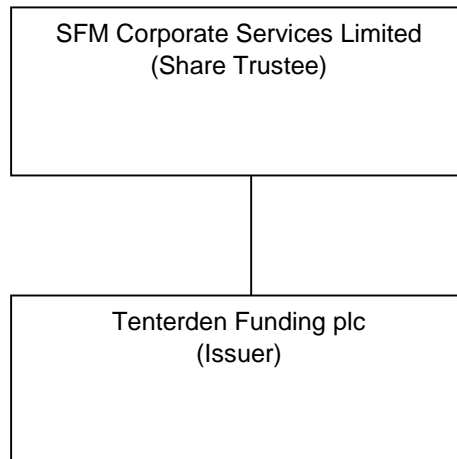 SFM Corporate Services Limited
(Share Trustee)
Tenterden Funding plc
(Issuer)